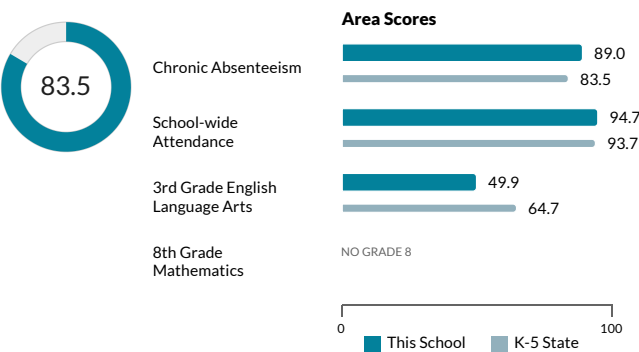 Area Scores
83.5
Chronic Absenteeism
89.0
83.5
School-wide
Attendance
94.7
93.7
3rd Grade English
Language Arts
49.9
64.7
8th Grade
Mathematics
NO GRADE 8
0
100
This School
K-5 State